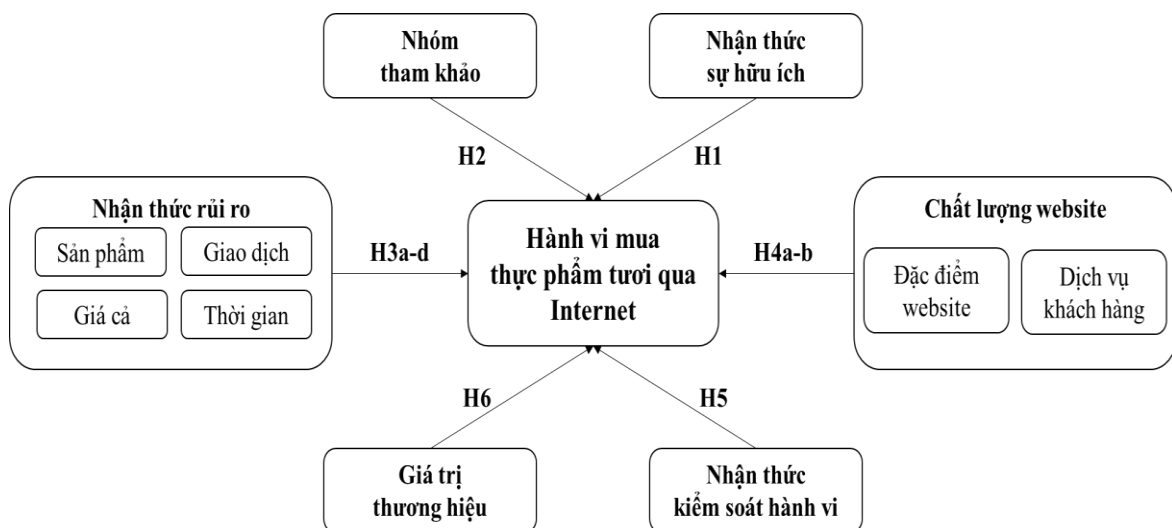 Nhóm
tham khảo
Nhận thức
sự hữu ích
H2
H1
Nhận thức rủi ro
Sản phẩm
Giao dịch
Giá cả
Thời gian
H3a-d
Hành vi mua
thực phẩm tươi qua
Internet
H4a-b
Chất lượng website
Đặc điểm
website
Dịch vụ
khách hàng
H6
H5
Giá trị
thương hiệu
Nhận thức
kiểm soát hành vi